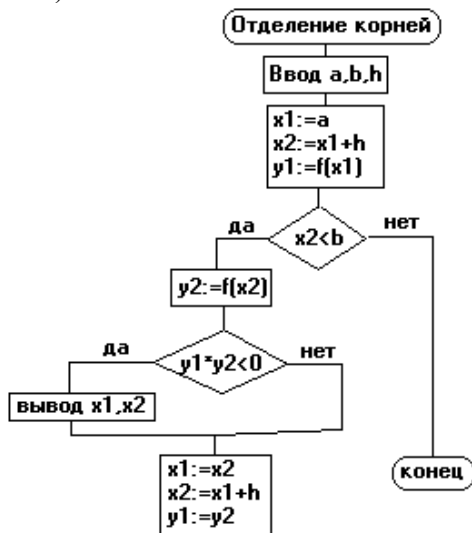 Отделение корней
Ввод a,b,h
x1:=a
x2:=x1+h
y1:=f(x1)
да
x2<b
нет
y2:=f(x2)
да
y1*y2<0
нет
вывод x1,x2
x1:=x2
x2:=x1+h
y1:=y2
конец